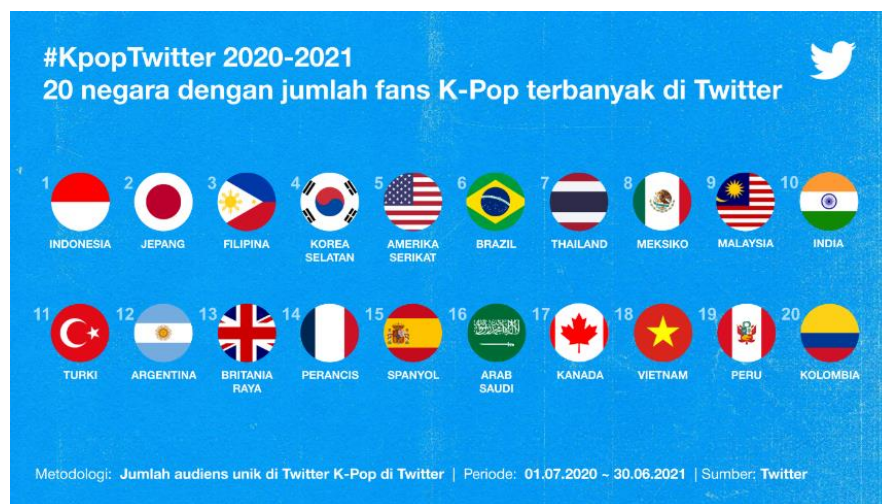 #KpopTwitter 2020-2021
20 negara dengan jumlah fans K-Pop terbanyak di Twitter
1 2 3 4 5 6 7 8 9 10
INDONESIA JEPANG FILIPINA KOREA SELATAN AMERIKA SERIKAT BRAZIL THAILAND MEKSIKO MALAYSIA INDIA
11 12 13 14 15 16 17 18 19 20
TURKI ARGENTINA BRITANIA RAYA PERANCIS SPANYOL ARAB SAUDI KANADA VIETNAM PERU KOLOMBIA
Metodologi: Jumlah audiens unik di Twitter K-Pop di Twitter | Periode: 01.07.2020 ~ 30.06.2021 | Sumber: Twitter